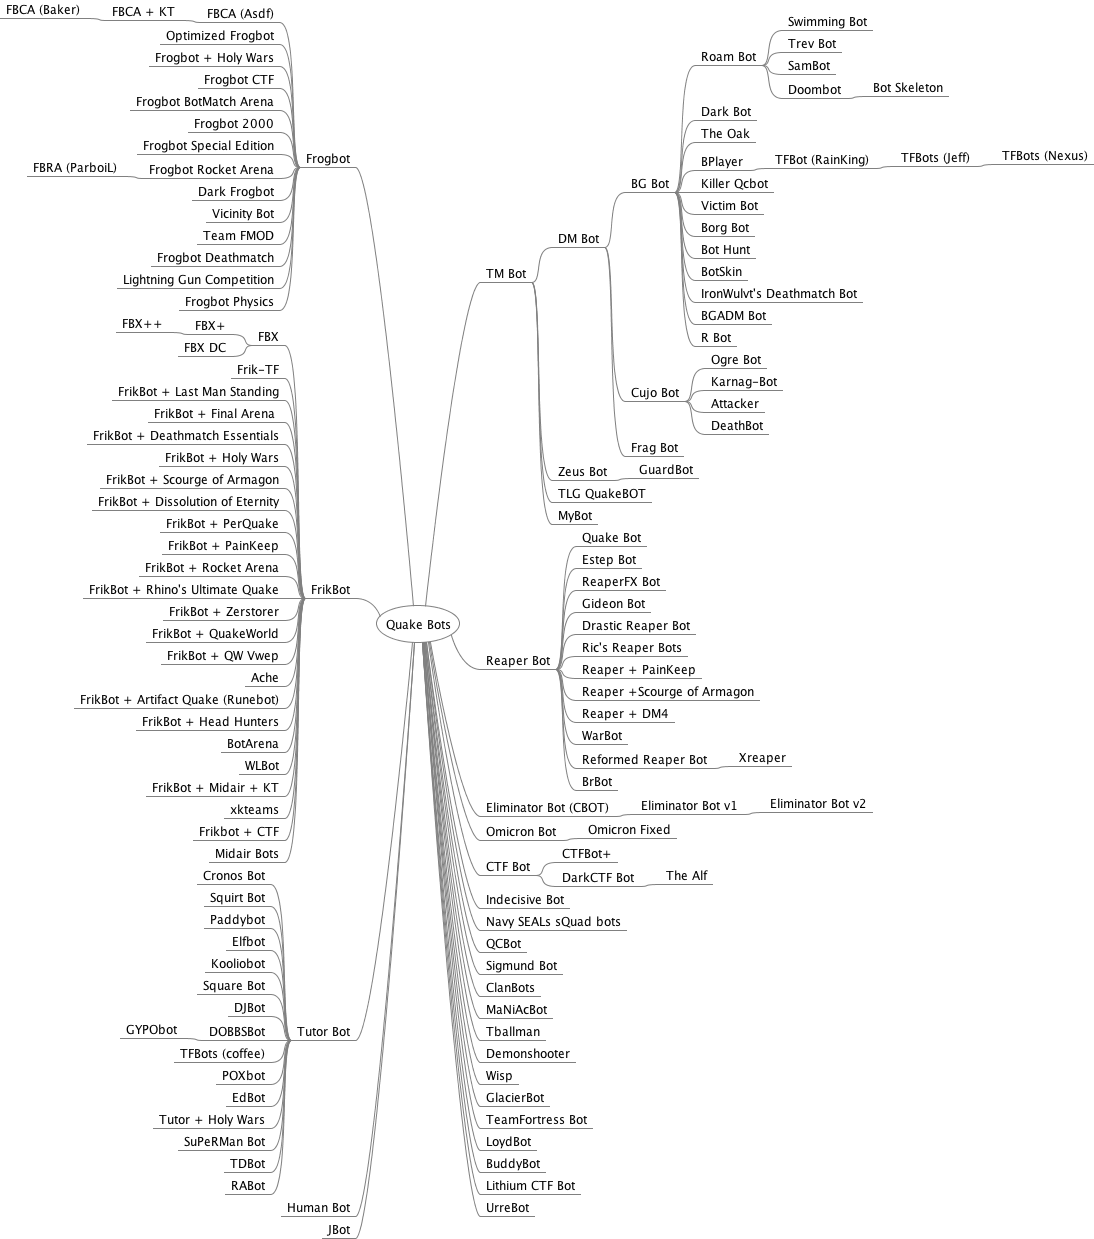 FBCA (Baker)
FBCA + KT
FBCA (Asdf)
Optimized Frogbot
Frogbot + Holy Wars
Frogbot CTF
Frogbot BotMatch Arena
Frogbot 2000
Frogbot Special Edition
FBRA (ParboiL)
Frogbot Rocket Arena
Dark Frogbot
Vicinity Bot
Team FMOD
Frogbot Deathmatch
Lightning Gun Competition
Frogbot Physics
Frogbot
FBX++
FBX+
FBX DC
FBX
Frik-TF
FrikBot + Last Man Standing
FrikBot + Final Arena
FrikBot + Deathmatch Essentials
FrikBot + Holy Wars
FrikBot + Scourge of Armagon
FrikBot + Dissolution of Eternity
FrikBot + PerQuake
FrikBot + PainKeep
FrikBot + Rocket Arena
FrikBot + Rhino's Ultimate Quake
FrikBot + Zerstorer
FrikBot + QuakeWorld
FrikBot + QW Vwep
Ache
FrikBot + Artifact Quake (Runebot)
FrikBot + Head Hunters
BotArena
WLBot
FrikBot + Midair + KT
xkteams
Frikbot + CTF
Midair Bots
FrikBot
Cronos Bot
Squirt Bot
Paddybot
Elfbot
Kooliobot
Square Bot
DJBot
GYPObot
DOBBSBot
TFBots (coffee)
POXbot
EdBot
Tutor + Holy Wars
SuPeRMan Bot
TDBot
RABot
Tutor Bot
Human Bot
JBot
Quake Bots
TM Bot
DM Bot
BG Bot
Roam Bot
Swimming Bot
Trev Bot
SamBot
Doombot
Bot Skeleton
Dark Bot
The Oak
BPlayer
TFBot (RainKing)
TFBots (Jeff)
TFBots (Nexus)
Killer Qcbot
Victim Bot
Borg Bot
Bot Hunt
BotSkin
IronWulvt's Deathmatch Bot
BGADM Bot
R Bot
Cujo Bot
Ogre Bot
Karnag-Bot
Attacker
DeathBot
Frag Bot
Zeus Bot
GuardBot
TLG QuakeBOT
MyBot
Reaper Bot
Quake Bot
Estep Bot
ReaperFX Bot
Gideon Bot
Drastic Reaper Bot
Ric's Reaper Bots
Reaper + PainKeep
Reaper +Scourge of Armagon
Reaper + DM4
WarBot
Reformed Reaper Bot
Xreaper
BrBot
Eliminator Bot (CBOT)
Eliminator Bot v1
Eliminator Bot v2
Omicron Bot
Omicron Fixed
CTF Bot
CTFBot+
DarkCTF Bot
The Alf
Indecisive Bot
Navy SEALs sQuad bots
QCBot
Sigmund Bot
ClanBots
MaNiAcBot
Tballman
Demonshooter
Wisp
GlacierBot
TeamFortress Bot
LoydBot
BuddyBot
Lithium CTF Bot
UrreBot